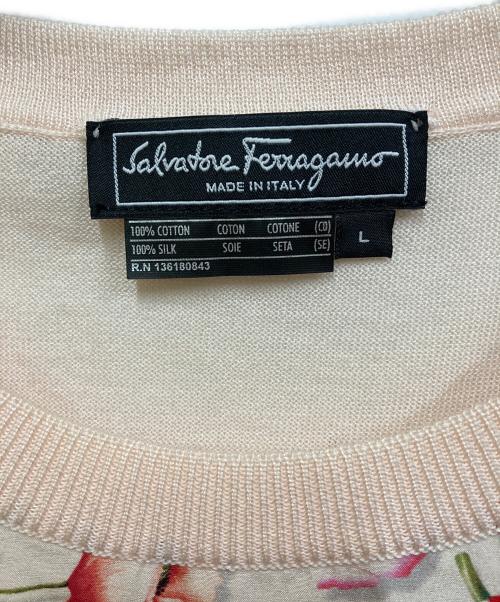 Salvatore Ferragamo
MADE IN ITALY
100% COTTON COTON COTONE (CO)
100% SILK SOIE SETA (SE)
R.N 136180843
L